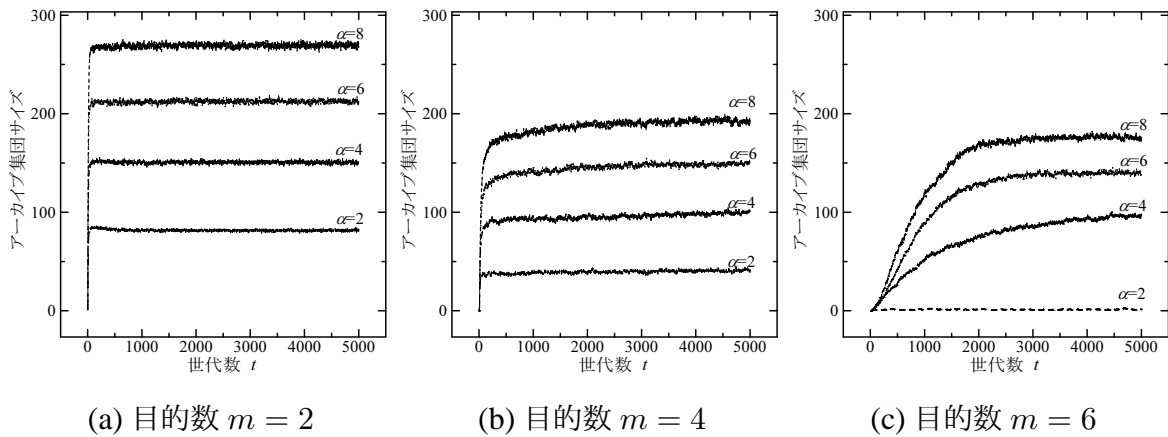 300
200
100
0
アーカイブ集団サイズ
α=8
α=6
α=4
α=2
0 1000 2000 3000 4000 5000
世代数 t
(a) 目的数 m = 2
300
200
100
0
アーカイブ集団サイズ
α=8
α=6
α=4
α=2
0 1000 2000 3000 4000 5000
世代数 t
(b) 目的数 m = 4
300
200
100
0
アーカイブ集団サイズ
α=8
α=6
α=4
α=2
0 1000 2000 3000 4000 5000
世代数 t
(c) 目的数 m = 6